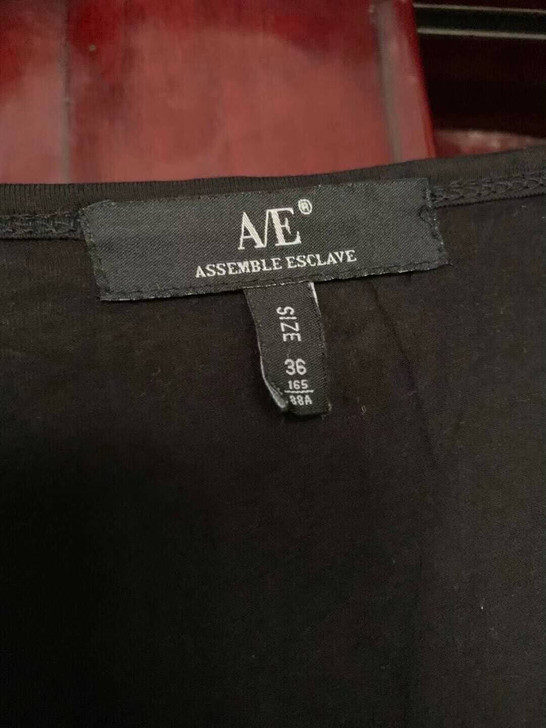 A/E®
ASSEMBLE ESCLAVE
SIZE
36
165
88A